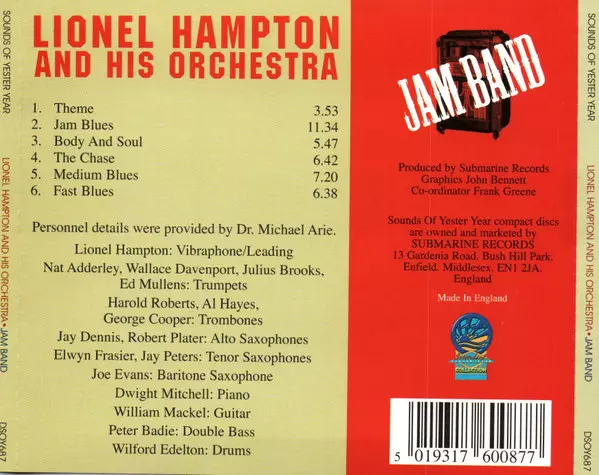 SOUNDS OF YESTER YEAR
LIONEL HAMPTON AND HIS ORCHESTRA • JAM BAND
DSOY687
LIONEL HAMPTON
AND HIS ORCHESTRA
1. Theme 3.53
2. Jam Blues 11.34
3. Body And Soul 5.47
4. The Chase 6.42
5. Medium Blues 7.20
6. Fast Blues 6.38
Personnel details were provided by Dr. Michael Arie.
Lionel Hampton: Vibraphone/Leading
Nat Adderley, Wallace Davenport, Julius Brooks,
Ed Mullens: Trumpets
Harold Roberts, Al Hayes,
George Cooper: Trombones
Jay Dennis, Robert Plater: Alto Saxophones
Elwyn Frasier, Jay Peters: Tenor Saxophones
Joe Evans: Baritone Saxophone
Dwight Mitchell: Piano
William Mackel: Guitar
Peter Badie: Double Bass
Wilford Edelton: Drums
JAM BAND
Produced by Submarine Records
Graphics John Bennett
Co-ordinator Frank Greene
Sounds Of Yester Year compact discs
are owned and marketed by
SUBMARINE RECORDS
13 Gardenia Road, Bush Hill Park,
Enfield, Middlesex, EN1 2JA.
England
Made In England
COLLECTION
5 019317 600877
SOUNDS OF YESTER YEAR
LIONEL HAMPTON AND HIS ORCHESTRA • JAM BAND
DSOY687